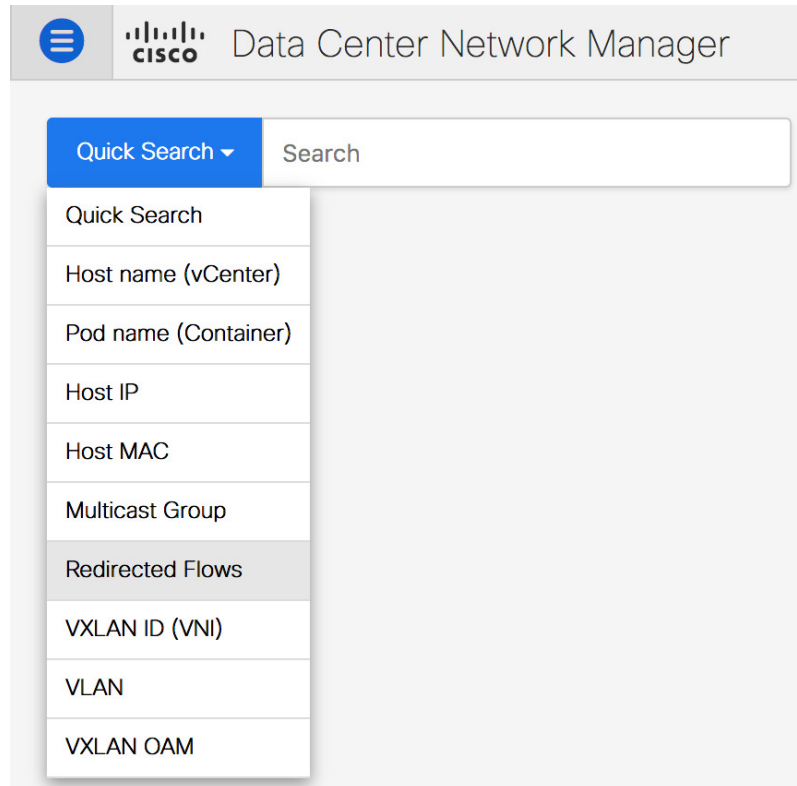 CISCO Data Center Network Manager
Quick Search Search
Quick Search
Host name (vCenter)
Pod name (Container)
Host IP
Host MAC
Multicast Group
Redirected Flows
VXLAN ID (VNI)
VLAN
VXLAN OAM